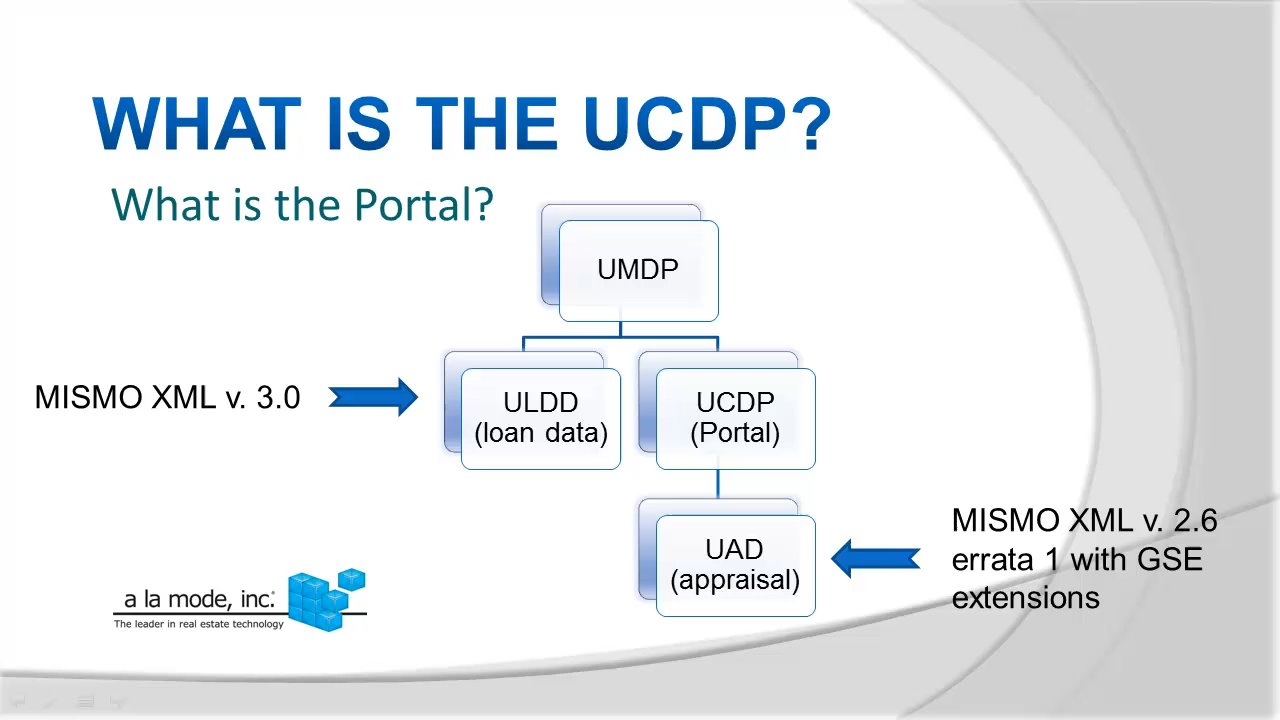 WHAT IS THE UCDP?
What is the Portal?
UMDP
MISMO XML v. 3.0
ULDD
(loan data)
UCDP
(Portal)
UAD
(appraisal)
MISMO XML v. 2.6
errata 1 with GSE
extensions
a la mode, inc.®
The leader in real estate technology